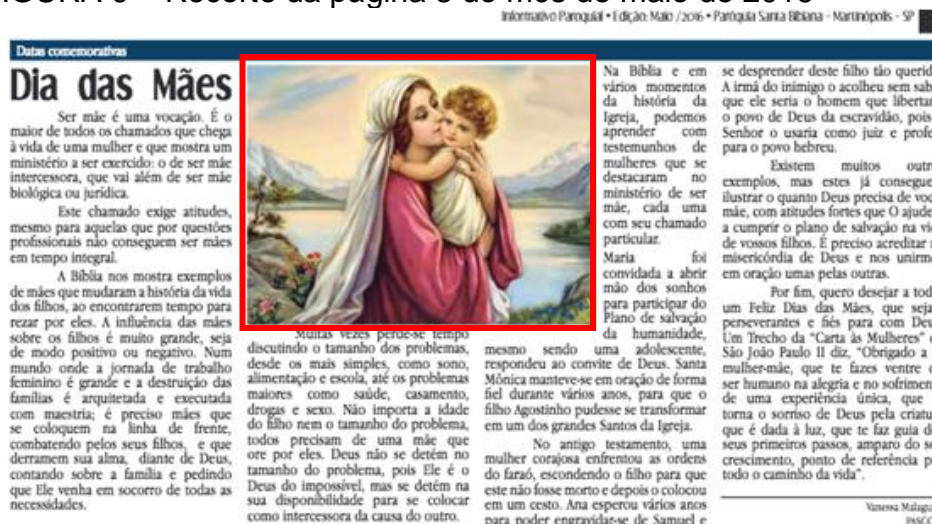 Recorte da página 5 do mês de maio de 2016
Informativo Paroquial • Edição: Maio / 2016 • Paróquia Santa Bibiana - Martinópolis - SP
Datas comemorativas
Dia das Mães
Ser mãe é uma vocação. É o
maior de todos os chamados que chega
à vida de uma mulher e que mostra um
ministério a ser exercido: o de ser mãe
intercessora, que vai além de ser mãe
biológica ou jurídica.
Este chamado exige atitudes,
mesmo para aquelas que por questões
profissionais não conseguem ser mães
em tempo integral.
A Bíblia nos mostra exemplos
de mães que mudaram a história da vida
dos filhos, ao encontrarem tempo para
rezar por eles. A influência das mães
sobre os filhos é muito grande, seja
de modo positivo ou negativo. Num
mundo onde a jornada de trabalho
feminino é grande e a destruição das
famílias é arquitetada e executada
com maestria; é preciso mães que
se coloquem na linha de frente,
combatendo pelos seus filhos, e que
derramem sua alma, diante de Deus,
contando sobre a família e pedindo
que Ele venha em socorro de todas as
necessidades.
Muitas vezes perde-se tempo
discutindo o tamanho dos problemas,
desde os mais simples, como sono,
alimentação e escola, até os problemas
maiores como saúde, casamento,
drogas e sexo. Não importa a idade
do filho nem o tamanho do problema,
todos precisam de uma mãe que
ore por eles. Deus não se detém no
tamanho do problema, pois Ele é o
Deus do impossível, mas se detém na
sua disponibilidade para se colocar
como intercessora da causa do outro.
Na Bíblia e em
vários momentos
da história da
Igreja, podemos
aprender com
testemunhos de
mulheres que se
destacaram no
ministério de ser
mãe, cada uma
com seu chamado
particular.
Maria foi
convidada a abrir
mão dos sonhos
para participar do
Plano de salvação
da humanidade,
mesmo sendo uma adolescente,
respondeu ao convite de Deus. Santa
Mônica manteve-se em oração de forma
fiel durante vários anos, para que o
filho Agostinho pudesse se transformar
em um dos grandes Santos da Igreja.
No antigo testamento, uma
mulher corajosa enfrentou as ordens
do faraó, escondendo o filho para que
este não fosse morto e depois o colocou
em um cesto. Ana esperou vários anos
para poder engravidar-se de Samuel e
se desprender deste filho tão querid
A irmã do inimigo o acolheu sem sab
que ele seria o homem que libertar
o povo de Deus da escravidão, pois
Senhor o usaria como juiz e profe
para o povo hebreu.
Existem muitos outr
exemplos, mas estes já consegue
ilustrar o quanto Deus precisa de voc
mãe, com atitudes fortes que O ajude
a cumprir o plano de salvação na vi
de vossos filhos. É preciso acreditar
misericórdia de Deus e nos unirm
em oração umas pelas outras.
Por fim, quero desejar a tod
um Feliz Dias das Mães, que seja
perseverantes e fiés para com Deu
Um Trecho da "Carta às Mulheres"
São João Paulo II diz, "Obrigado a
mulher-mãe, que te fazes ventre
ser humano na alegria e no sofrimen
de uma experiência única, que
torna o sorriso de Deus pela criatu
que é dada à luz, que te faz guia d
seus primeiros passos, amparo do se
crescimento, ponto de referência p
todo o caminho da vida".
Vanessa Malagu
PASCO